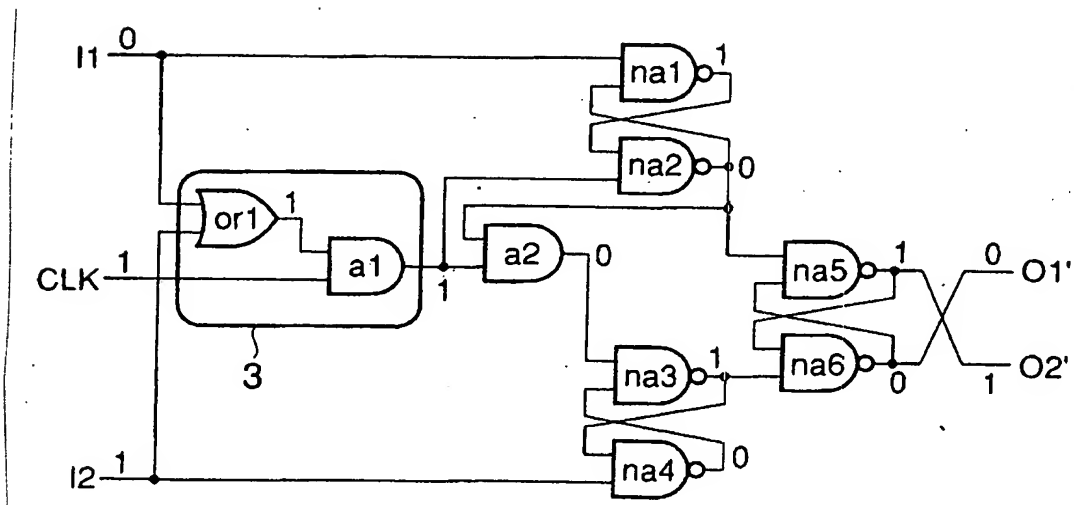 I1 0
na1 1
na2 0
or1 1
CLK 1
a1 1
a2 0
3
na5 1
0 O1'
na6 0
1 O2'
na3 1
na4 0
I2 1